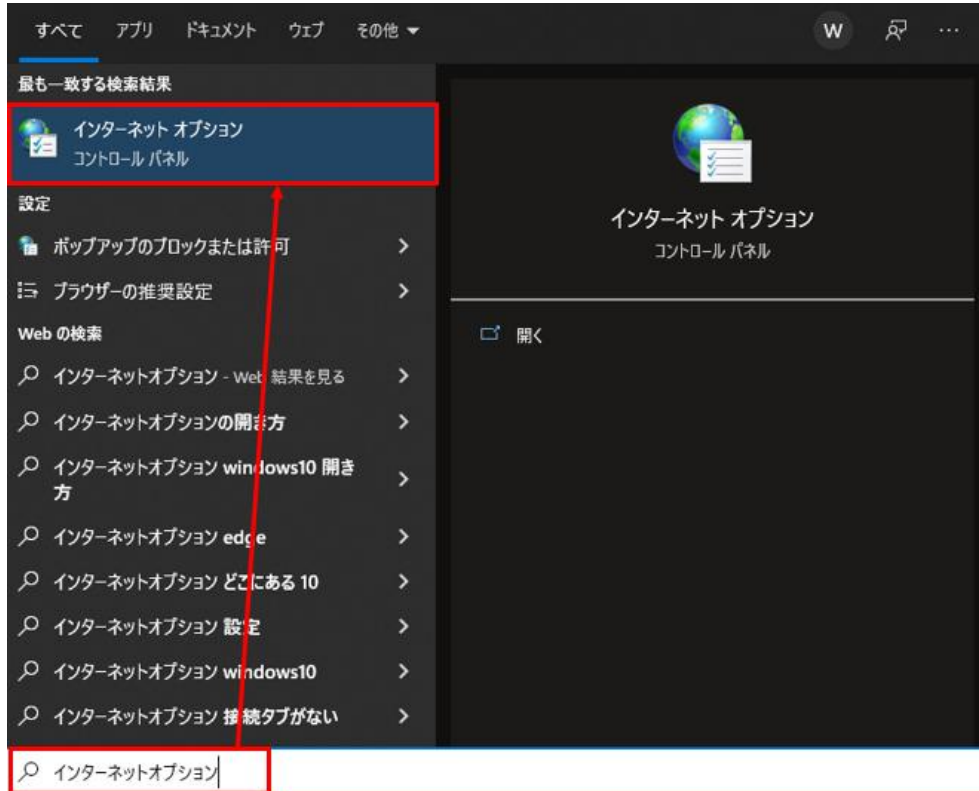 すべて アプリ ドキュメント ウェブ その他
W
最も一致する検索結果
インターネット オプション
コントロール パネル
設定
ポップアップのブロックまたは許可
ブラウザーの推奨設定
Web の検索
インターネットオプション - Web 結果を見る
インターネットオプションの開き方
インターネットオプション windows10 開き
方
インターネットオプション edge
インターネットオプション どこにある 10
インターネットオプション 設定
インターネットオプション windows10
インターネットオプション 接続タブがない
インターネットオプション
インターネット オプション
コントロール パネル
開く